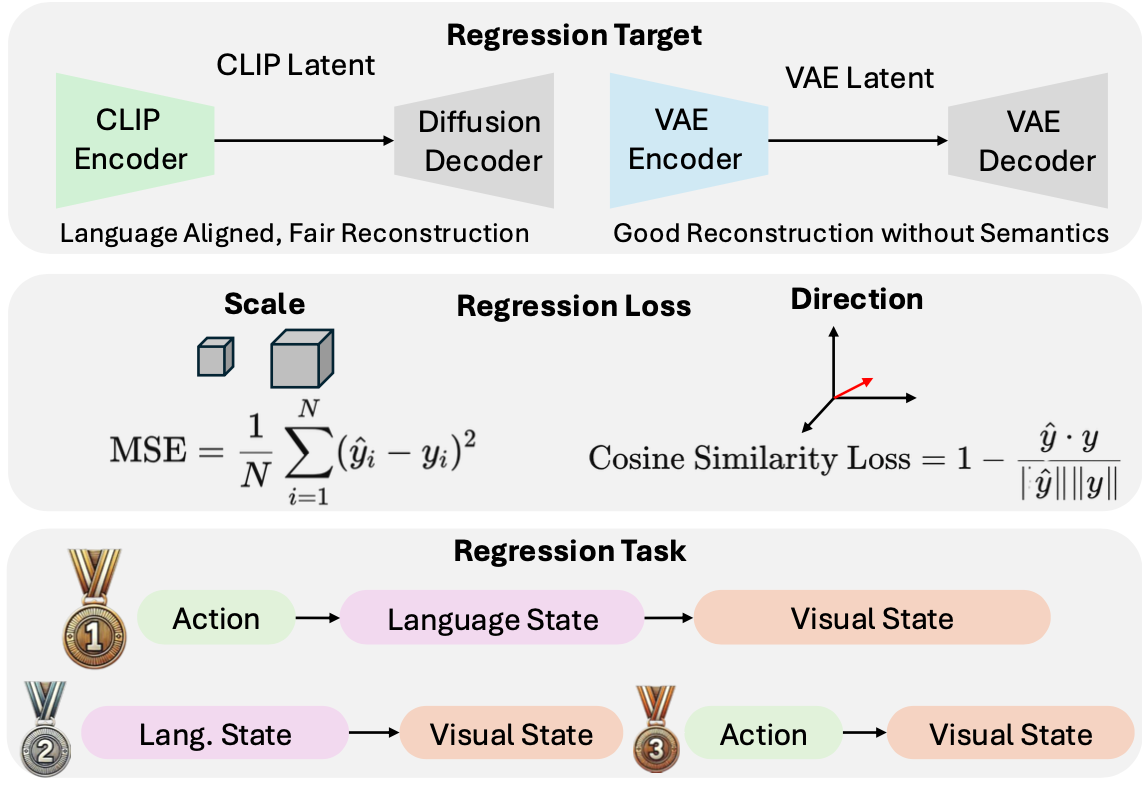 Regression Target
CLIP Latent
CLIP
Encoder
Diffusion
Decoder
Language Aligned, Fair Reconstruction
VAE Latent
VAE
Encoder
VAE
Decoder
Good Reconstruction without Semantics
Regression Loss
Scale
MSE = \frac{1}{N} \sum_{i=1}^{N} (\hat{y}_i - y_i)^2
Direction
Cosine Similarity Loss = 1 - \frac{\hat{y} \cdot y}{\|\hat{y}\| \|y\|}
Regression Task
1
Action
Language State
Visual State
2
Lang. State
Visual State
3
Action
Visual State